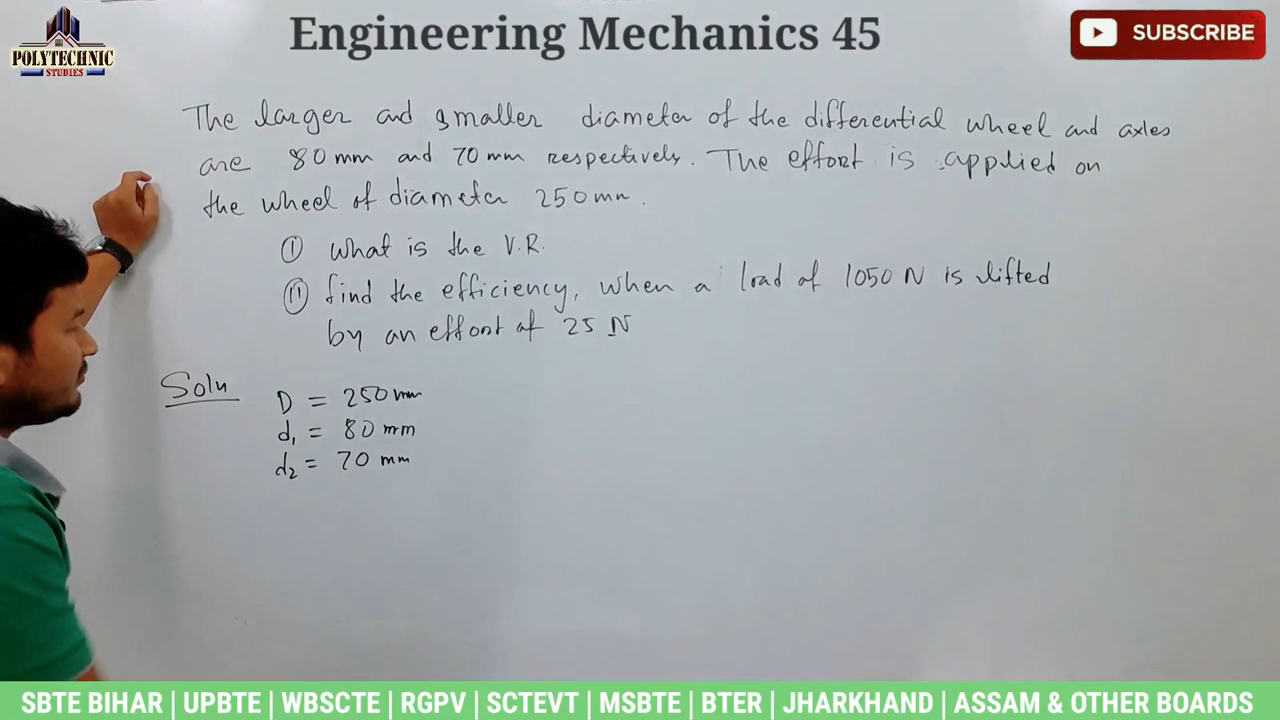 Engineering Mechanics 45
SUBSCRIBE
POLYTECHNIC
STUDIES
The larger and smaller diameter of the differential wheel and axles
are 80 mm and 70 mm respectively. The effort is applied on
the wheel of diameter 250 mm.
(i) what is the V.R.
(ii) find the efficiency, when a load of 1050 N is lifted
by an effort of 25 N
Soln
D = 250 mm
d₁ = 80 mm
d₂ = 70 mm
SBTE BIHAR | UPBTE | WBSCTE | RGPV | SCTEVT | MSBTE | BTER | JHARKHAND | ASSAM & OTHER BOARDS